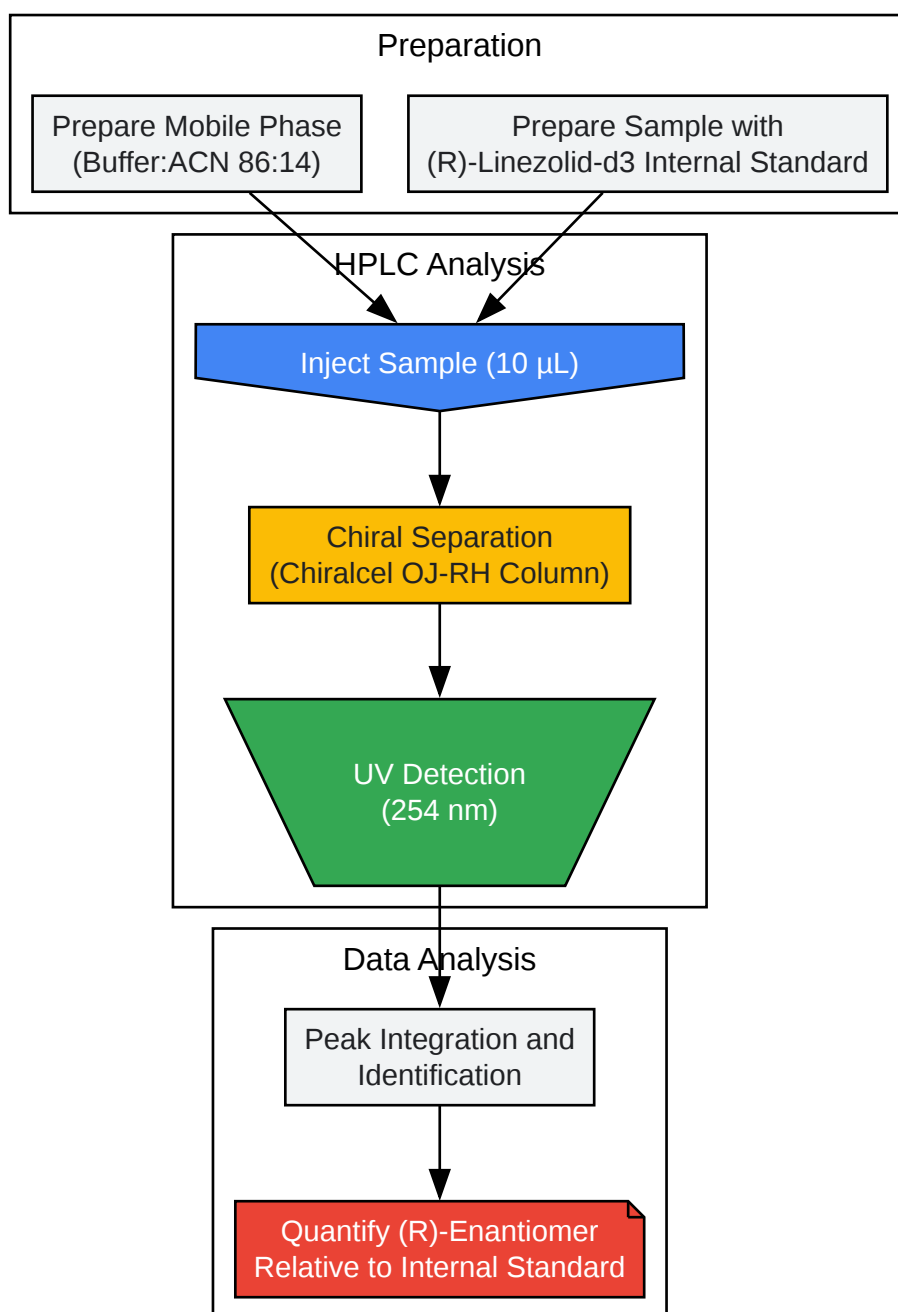 Preparation
Prepare Mobile Phase
(Buffer:ACN 86:14)
Prepare Sample with
(R)-Linezolid-d3 Internal Standard
HPLC Analysis
Inject Sample (10 µL)
Chiral Separation
(Chiralcel OJ-RH Column)
UV Detection
(254 nm)
Data Analysis
Peak Integration and
Identification
Quantify (R)-Enantiomer
Relative to Internal Standard